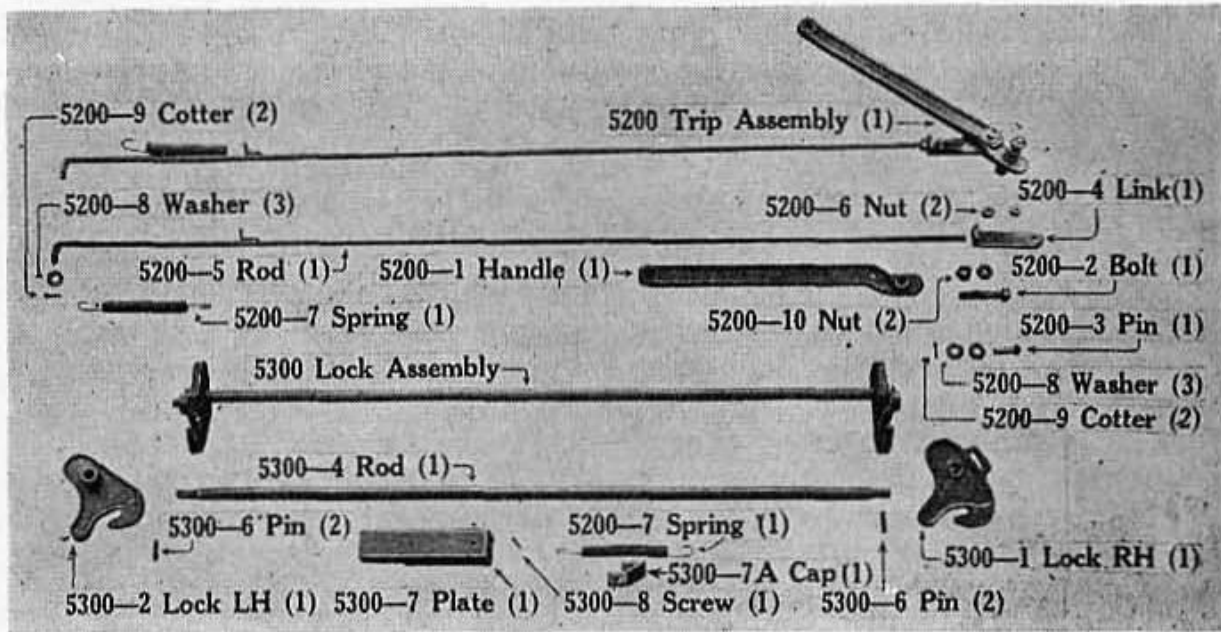 5200—9 Cotter (2)
5200 Trip Assembly (1)
5200—8 Washer (3)
5200—6 Nut (2)
5200—4 Link(1)
5200—5 Rod (1)
5200—1 Handle (1)
5200—2 Bolt (1)
5200—7 Spring (1)
5200—10 Nut (2)
5200—3 Pin (1)
5300 Lock Assembly
5200—8 Washer (3)
5200—9 Cotter (2)
5300—4 Rod (1)
5300—6 Pin (2)
5200—7 Spring (1)
5300—7A Cap (1)
5300—1 Lock RH (1)
5300—2 Lock LH (1)
5300—7 Plate (1)
5300—8 Screw (1)
5300—6 Pin (2)